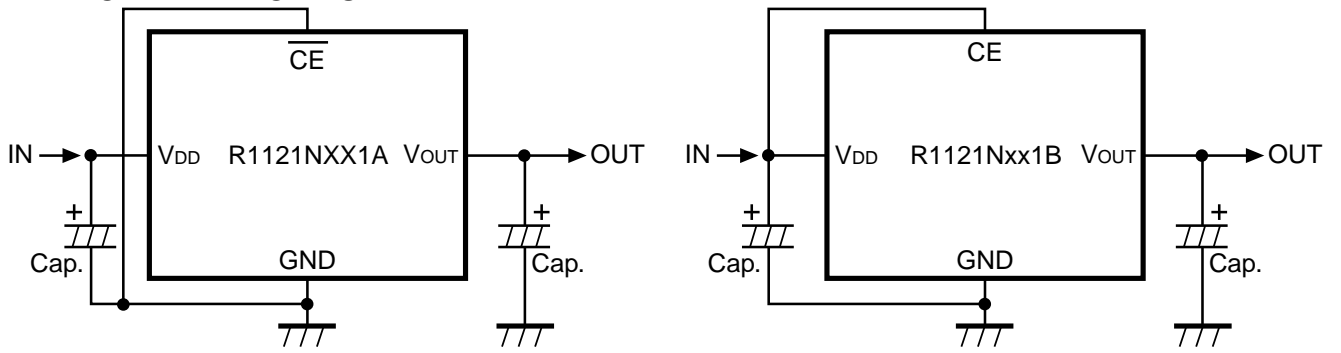 CE
IN
VDD
R1121NXX1A
VOUT
OUT
+
Cap.
+
Cap.
GND
CE
IN
VDD
R1121Nxx1B
VOUT
OUT
+
Cap.
+
Cap.
GND